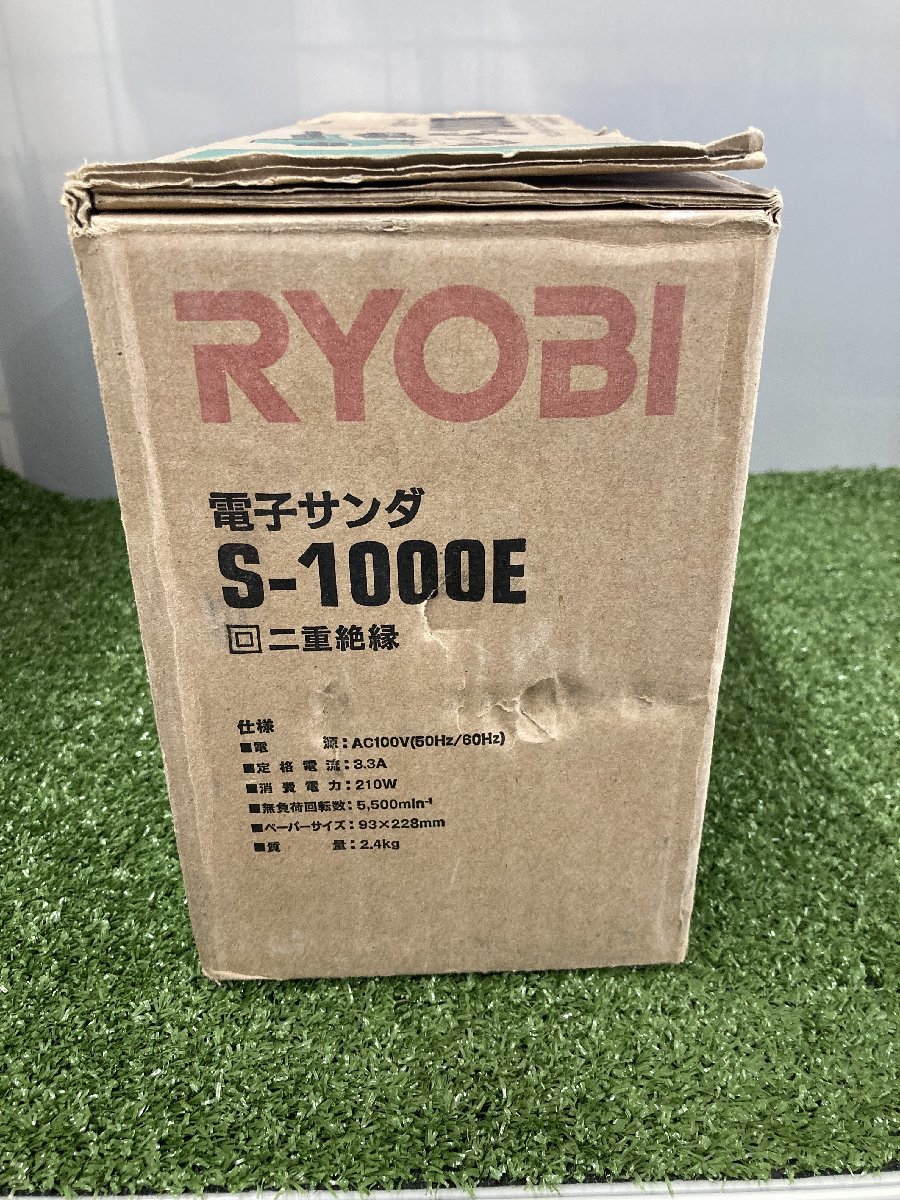 RYOBI
電子サンダ
S-1000E
回 二重絶縁
仕様
■電　源：AC100V(50Hz/60Hz)
■定格電流：3.3A
■消費電力：210W
■無負荷回転数：5,500min⁻¹
■ペーパーサイズ：93×228mm
■質　量：2.4kg